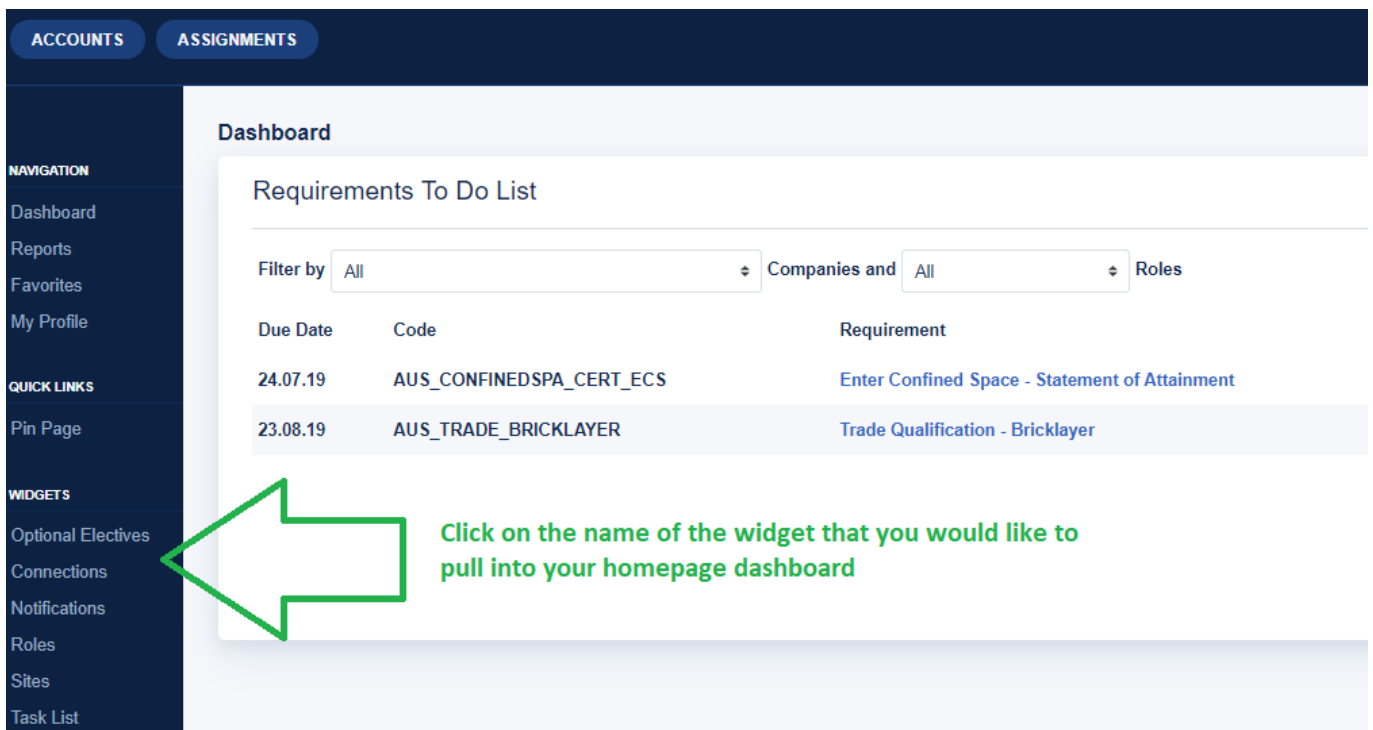 ACCOUNTS ASSIGNMENTS
Dashboard
NAVIGATION
Dashboard
Reports
Favorites
My Profile
QUICK LINKS
Pin Page
WIDGETS
Optional Electives
Connections
Notifications
Roles
Sites
Task List
Requirements To Do List
Filter by All Companies and All Roles
Due Date Code Requirement
24.07.19 AUS_CONFINEDSPA_CERT_ECS Enter Confined Space - Statement of Attainment
23.08.19 AUS_TRADE_BRICKLAYER Trade Qualification - Bricklayer
Click on the name of the widget that you would like to
pull into your homepage dashboard